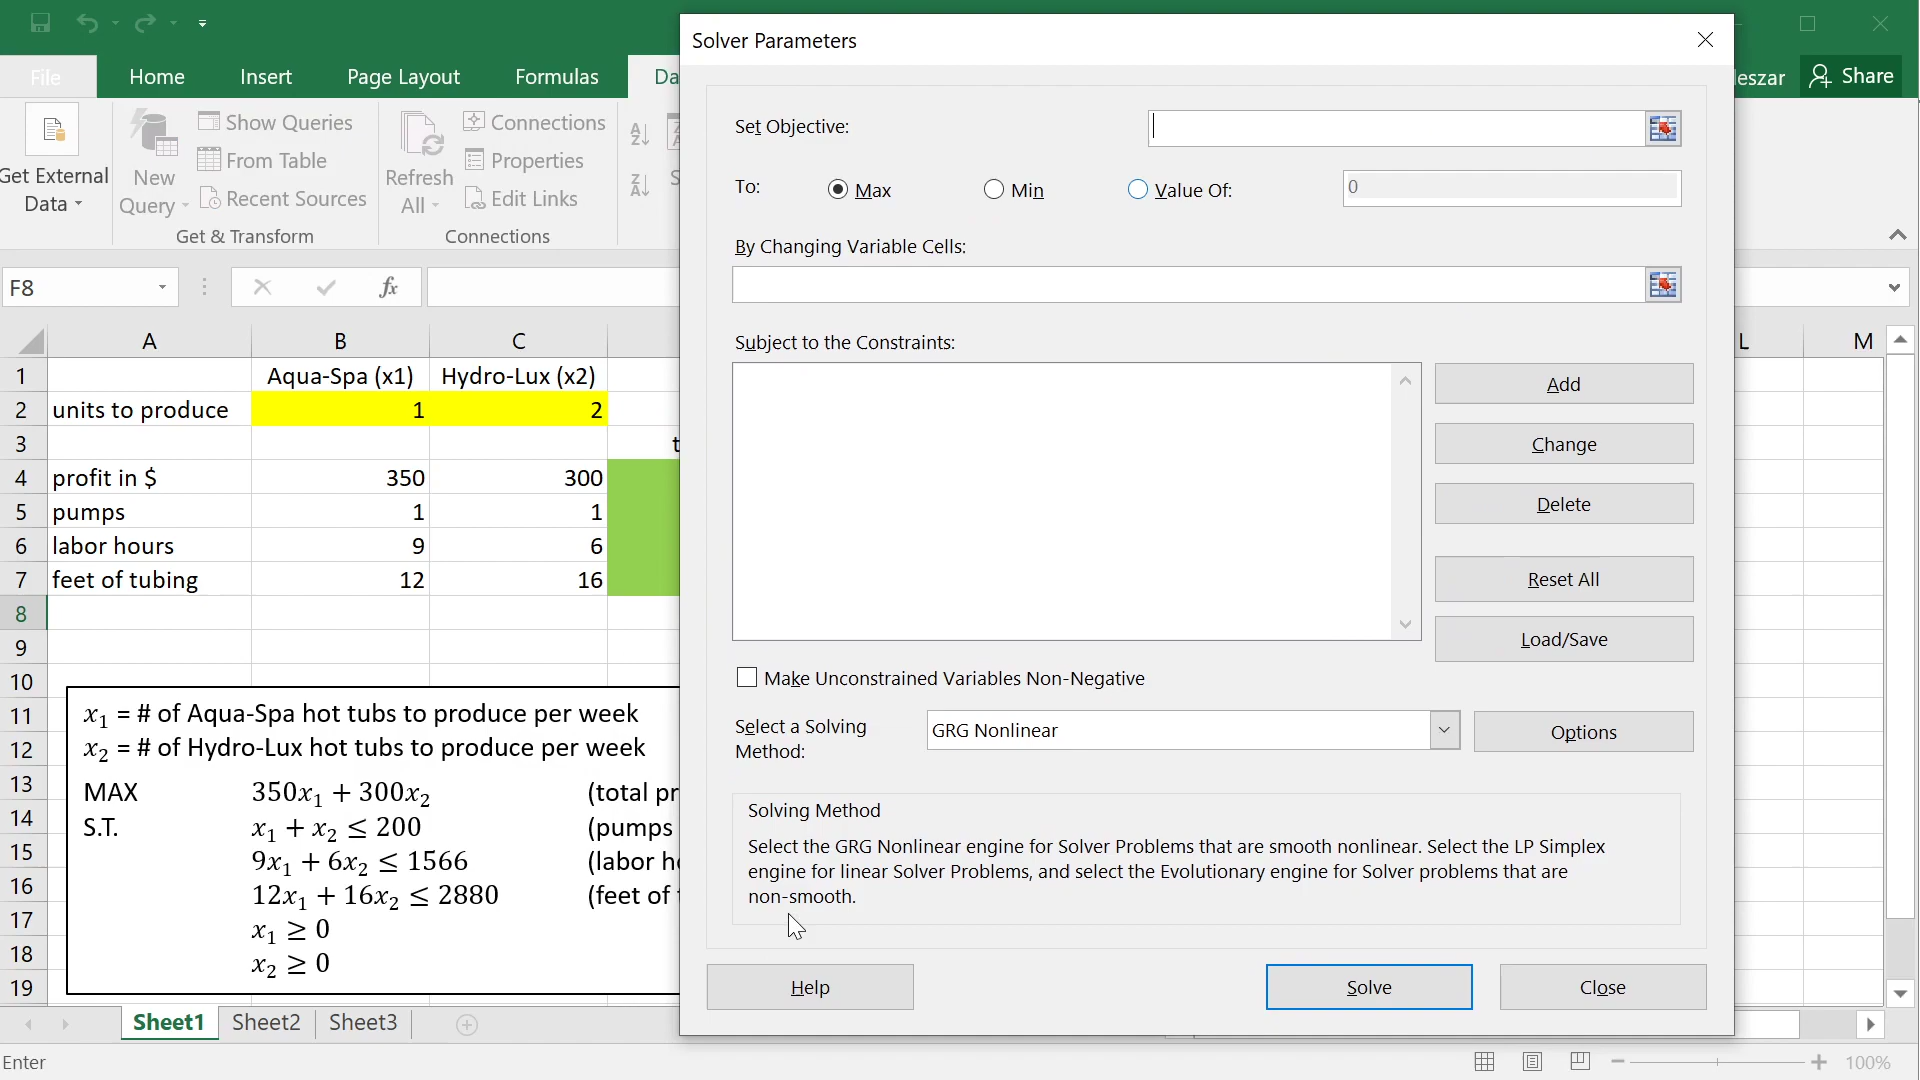 Solver Parameters
File Home Insert Page Layout Formulas Da
eszar Share
Get External Data
New Query
Show Queries
From Table
Recent Sources
Get & Transform
Refresh All
Connections
Properties
Edit Links
Connections
F8
fx
A B C L M
1 Aqua-Spa (x1) Hydro-Lux (x2)
2 units to produce 1 2
3 t
4 profit in $ 350 300
5 pumps 1 1
6 labor hours 9 6
7 feet of tubing 12 16
8
9
10
11
12
13
14
15
16
17
18
19
x₁ = # of Aqua-Spa hot tubs to produce per week
x₂ = # of Hydro-Lux hot tubs to produce per week
MAX 350x₁ + 300x₂ (total pr
S.T. x₁ + x₂ ≤ 200 (pumps
9x₁ + 6x₂ ≤ 1566 (labor h
12x₁ + 16x₂ ≤ 2880 (feet of
x₁ ≥ 0
x₂ ≥ 0
Set Objective:
To: Max Min Value Of: 0
By Changing Variable Cells:
Subject to the Constraints:
Add
Change
Delete
Reset All
Load/Save
Make Unconstrained Variables Non-Negative
Select a Solving
Method:
GRG Nonlinear
Options
Solving Method
Select the GRG Nonlinear engine for Solver Problems that are smooth nonlinear. Select the LP Simplex
engine for linear Solver Problems, and select the Evolutionary engine for Solver problems that are
non-smooth.
Help Solve Close
Sheet1 Sheet2 Sheet3
Enter
100%